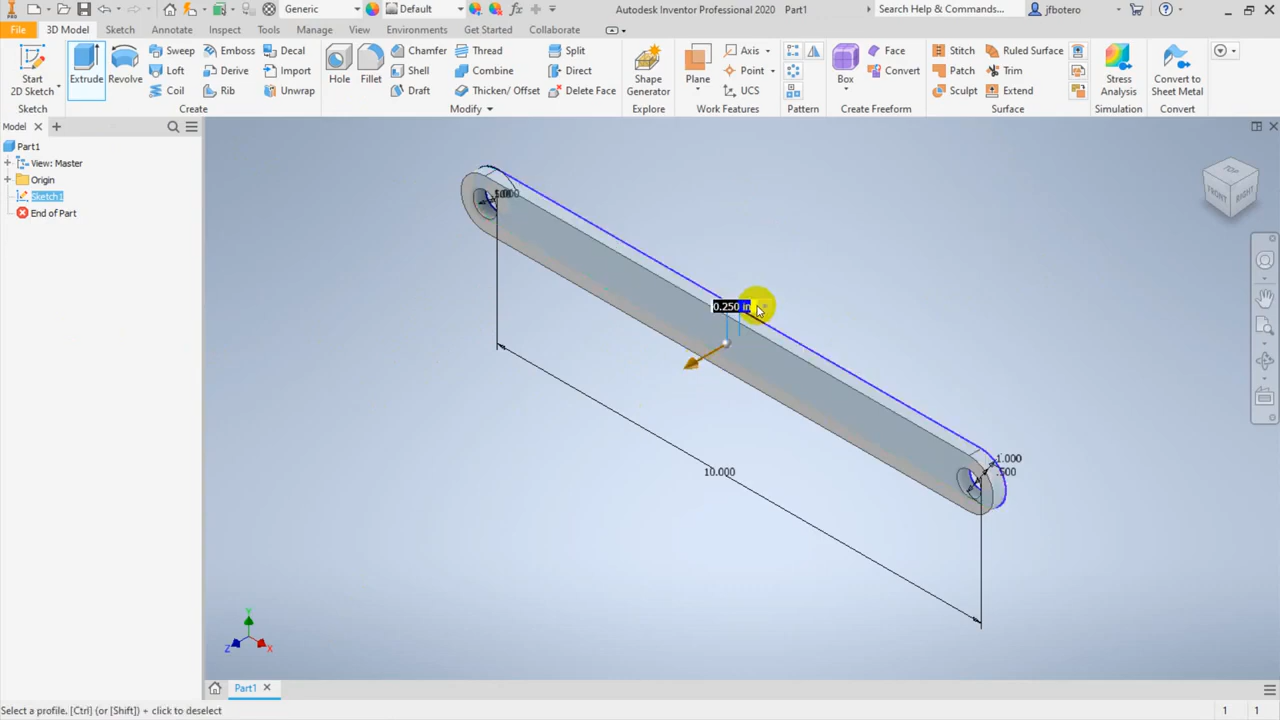 Generic
Default
Autodesk Inventor Professional 2020 Part1
Search Help & Commands...
jfbotero
File
3D Model
Sketch
Annotate
Inspect
Tools
Manage
View
Environments
Get Started
Collaborate
Start
2D Sketch
Extrude
Revolve
Sweep
Loft
Coil
Emboss
Derive
Rib
Decal
Import
Unwrap
Hole
Fillet
Chamfer
Shell
Draft
Thread
Combine
Thicken/ Offset
Split
Direct
Delete Face
Shape
Generator
Plane
Axis
Point
UCS
Box
Face
Convert
Stitch
Patch
Sculpt
Ruled Surface
Trim
Extend
Stress
Analysis
Convert to
Sheet Metal
Sketch
Create
Modify
Explore
Work Features
Pattern
Create Freeform
Surface
Simulation
Convert
Model
Part1
View: Master
Origin
Sketch1
End of Part
TOP
FRONT
RIGHT
0.250 in
1.000
.500
10.000
Y
Z
X
Part1
Select a profile. [Ctrl] (or [Shift]) + click to deselect
1
1